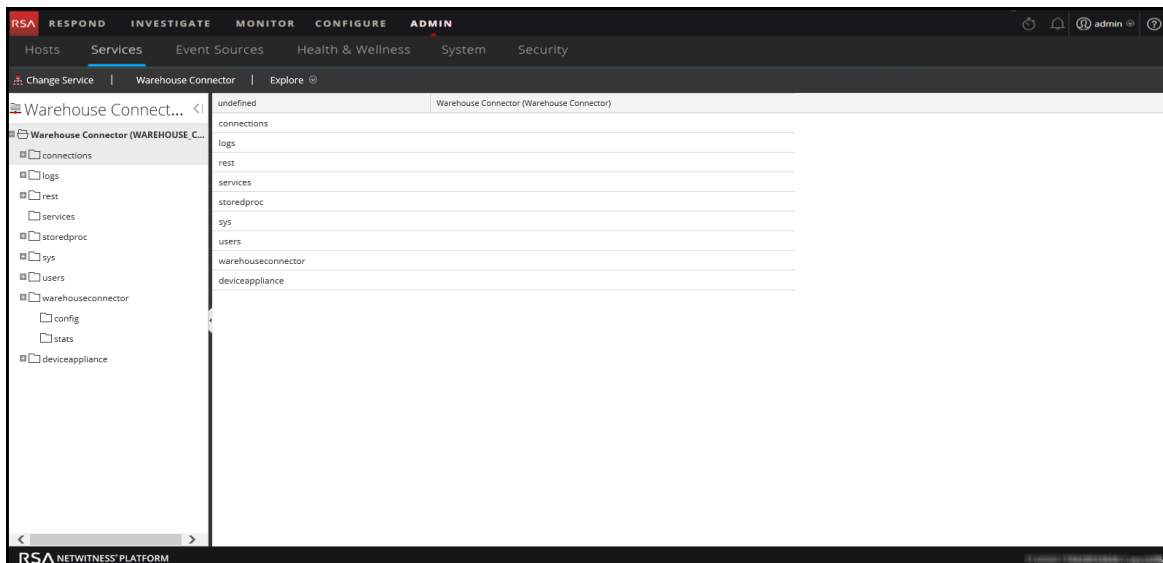 RSA RESPOND INVESTIGATE MONITOR CONFIGURE ADMIN admin ?
Hosts Services Event Sources Health & Wellness System Security
Change Service | Warehouse Connector | Explore
Warehouse Connect...
Warehouse Connector (WAREHOUSE_C...
connections
logs
rest
services
storedproc
sys
users
warehouseconnector
config
stats
deviceappliance
undefined Warehouse Connector (Warehouse Connector)
connections
logs
rest
services
storedproc
sys
users
warehouseconnector
deviceappliance
RSA NETWITNESS® PLATFORM